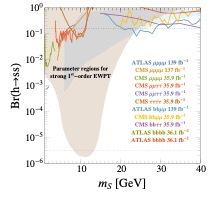 10⁰
10⁻¹
10⁻²
10⁻³
10⁻⁴
10⁻⁵
10⁻⁶
Br(h→ss)
Parameter regions for
strong 1ˢᵗ–order EWPT
ATLAS μμμμ 139 fb⁻¹
CMS μμμμ 137 fb⁻¹
CMS μμττ 35.9 fb⁻¹
CMS μμττ 35.9 fb⁻¹
CMS ττττ 35.9 fb⁻¹
ATLAS bbμμ 139 fb⁻¹
CMS bbμμ 35.9 fb⁻¹
CMS bbττ 35.9 fb⁻¹
ATLAS bbbb 36.1 fb⁻¹
ATLAS bbbb 36.1 fb⁻¹
0 10 20 30 40
m_S [GeV]